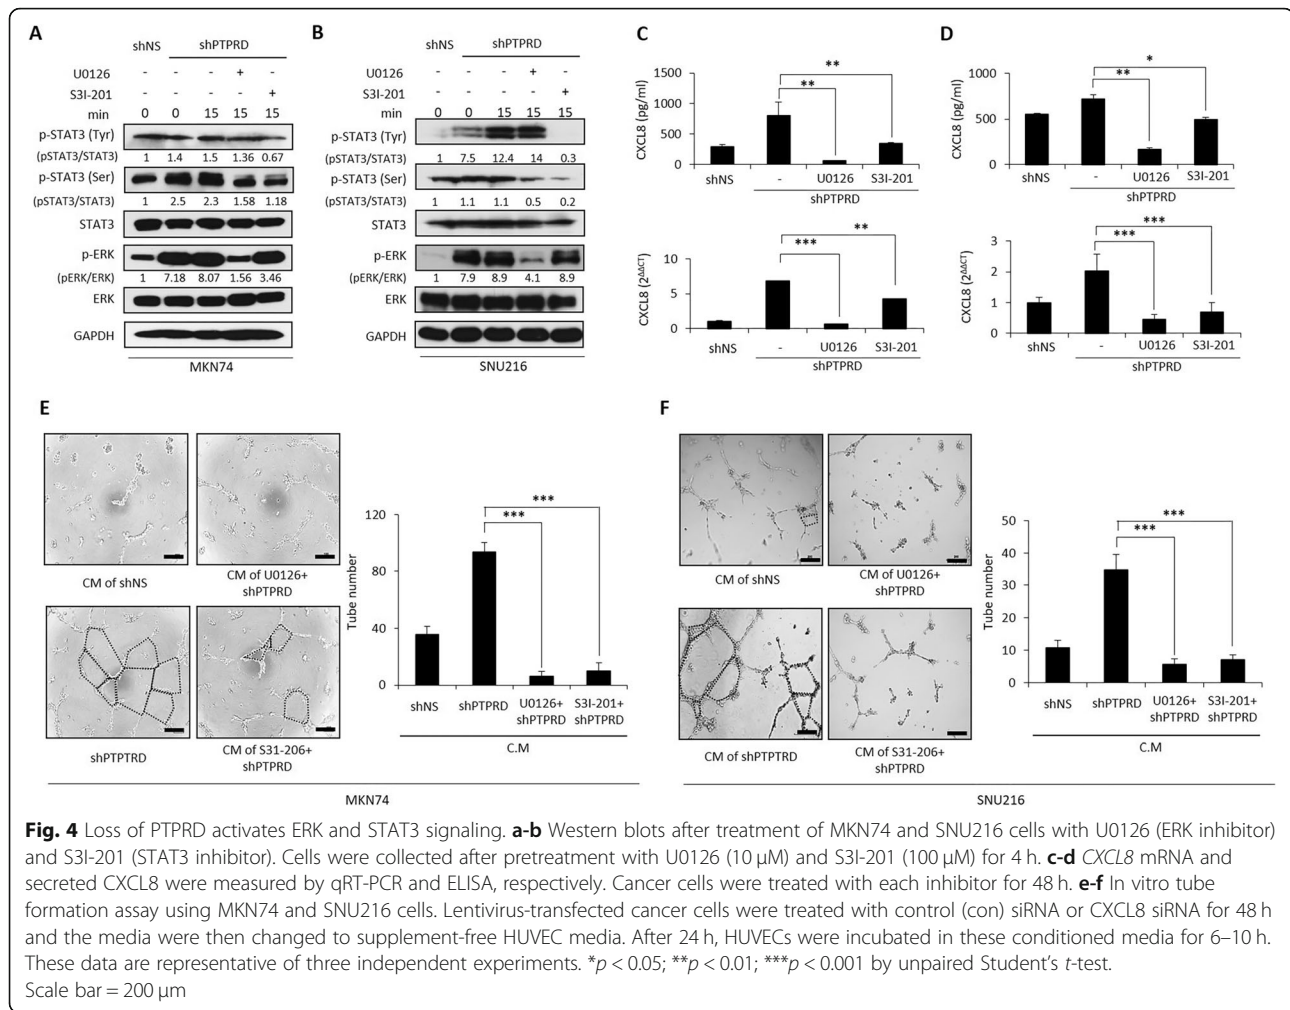 A
shNS shPTPRD
U0126 - - - + -
S3I-201 - - - - +
min 0 0 15 15 15
p-STAT3 (Tyr)
(pSTAT3/STAT3) 1 1.4 1.5 1.36 0.67
p-STAT3 (Ser)
(pSTAT3/STAT3) 1 2.5 2.3 1.58 1.18
STAT3
p-ERK
(pERK/ERK) 1 7.18 8.07 1.56 3.46
ERK
GAPDH
MKN74
B
shNS shPTPRD
U0126 - - - + -
S3I-201 - - - - +
min 0 0 15 15 15
p-STAT3 (Tyr)
(pSTAT3/STAT3) 1 7.5 12.4 14 0.3
p-STAT3 (Ser)
(pSTAT3/STAT3) 1 1.1 1.1 0.5 0.2
STAT3
p-ERK
(pERK/ERK) 1 7.9 8.9 4.1 8.9
ERK
GAPDH
SNU216
C
**
**
CXCL8 (pg/ml)
1500
1000
500
0
shNS - U0126 S3I-201
shPTPRD
**
***
CXCL8 (2ΔΔCT)
10
5
0
shNS - U0126 S3I-201
shPTPRD
D
*
**
CXCL8 (pg/ml)
1000
500
0
shNS - U0126 S3I-201
shPTPRD
***
***
CXCL8 (2ΔΔCT)
3
2
1
0
shNS - U0126 S3I-201
shPTPRD
E
CM of shNS
CM of U0126+
shPTPRD
shPTPTRD
CM of S31-206+
shPTPRD
***
***
Tube number
120
80
40
0
shNS shPTPRD U0126+ S3I-201+
shPTPRD shPTPRD
C.M
MKN74
F
CM of shNS
CM of U0126+
shPTPRD
CM of shPTPTRD
CM of S31-206+
shPTPRD
***
***
Tube number
50
40
30
20
10
0
shNS shPTPRD U0126+ S3I-201+
shPTPRD shPTPRD
C.M
SNU216
Fig. 4 Loss of PTPRD activates ERK and STAT3 signaling. a-b Western blots after treatment of MKN74 and SNU216 cells with U0126 (ERK inhibitor)
and S3I-201 (STAT3 inhibitor). Cells were collected after pretreatment with U0126 (10 μM) and S3I-201 (100 μM) for 4 h. c-d CXCL8 mRNA and
secreted CXCL8 were measured by qRT-PCR and ELISA, respectively. Cancer cells were treated with each inhibitor for 48 h. e-f In vitro tube
formation assay using MKN74 and SNU216 cells. Lentivirus-transfected cancer cells were treated with control (con) siRNA or CXCL8 siRNA for 48 h
and the media were then changed to supplement-free HUVEC media. After 24 h, HUVECs were incubated in these conditioned media for 6–10 h.
These data are representative of three independent experiments. *p < 0.05; **p < 0.01; ***p < 0.001 by unpaired Student's t-test.
Scale bar = 200 μm